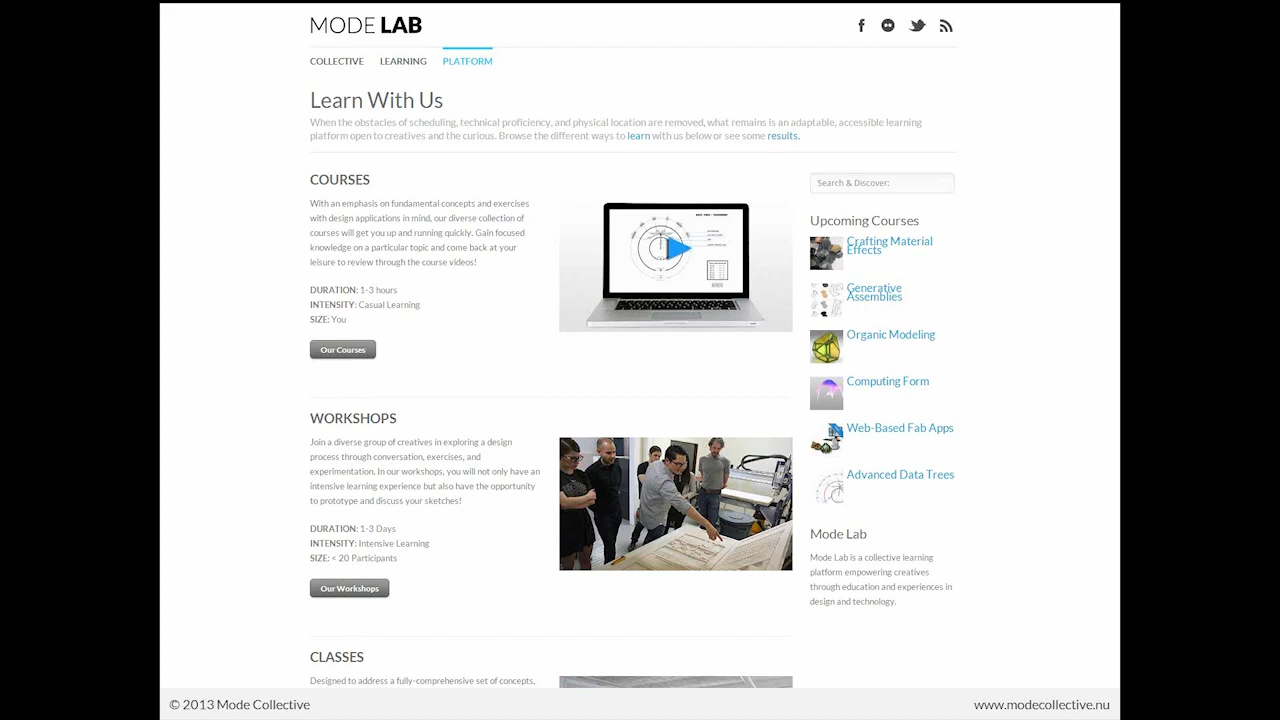 MODE LAB
COLLECTIVE LEARNING PLATFORM
Learn With Us
When the obstacles of scheduling, technical proficiency, and physical location are removed, what remains is an adaptable, accessible learning
platform open to creatives and the curious. Browse the different ways to learn with us below or see some results.
COURSES
With an emphasis on fundamental concepts and exercises
with design applications in mind, our diverse collection of
courses will get you up and running quickly. Gain focused
knowledge on a particular topic and come back at your
leisure to review through the course videos!
DURATION: 1-3 hours
INTENSITY: Casual Learning
SIZE: You
Our Courses
WORKSHOPS
Join a diverse group of creatives in exploring a design
process through conversation, exercises, and
experimentation. In our workshops, you will not only have an
intensive learning experience but also have the opportunity
to prototype and discuss your sketches!
DURATION: 1-3 Days
INTENSITY: Intensive Learning
SIZE: < 20 Participants
Our Workshops
CLASSES
Designed to address a fully-comprehensive set of concepts,
Search & Discover:
Upcoming Courses
Crafting Material
Effects
Generative
Assemblies
Organic Modeling
Computing Form
Web-Based Fab Apps
Advanced Data Trees
Mode Lab
Mode Lab is a collective learning
platform empowering creatives
through education and experiences in
design and technology.
© 2013 Mode Collective
www.modecollective.nu